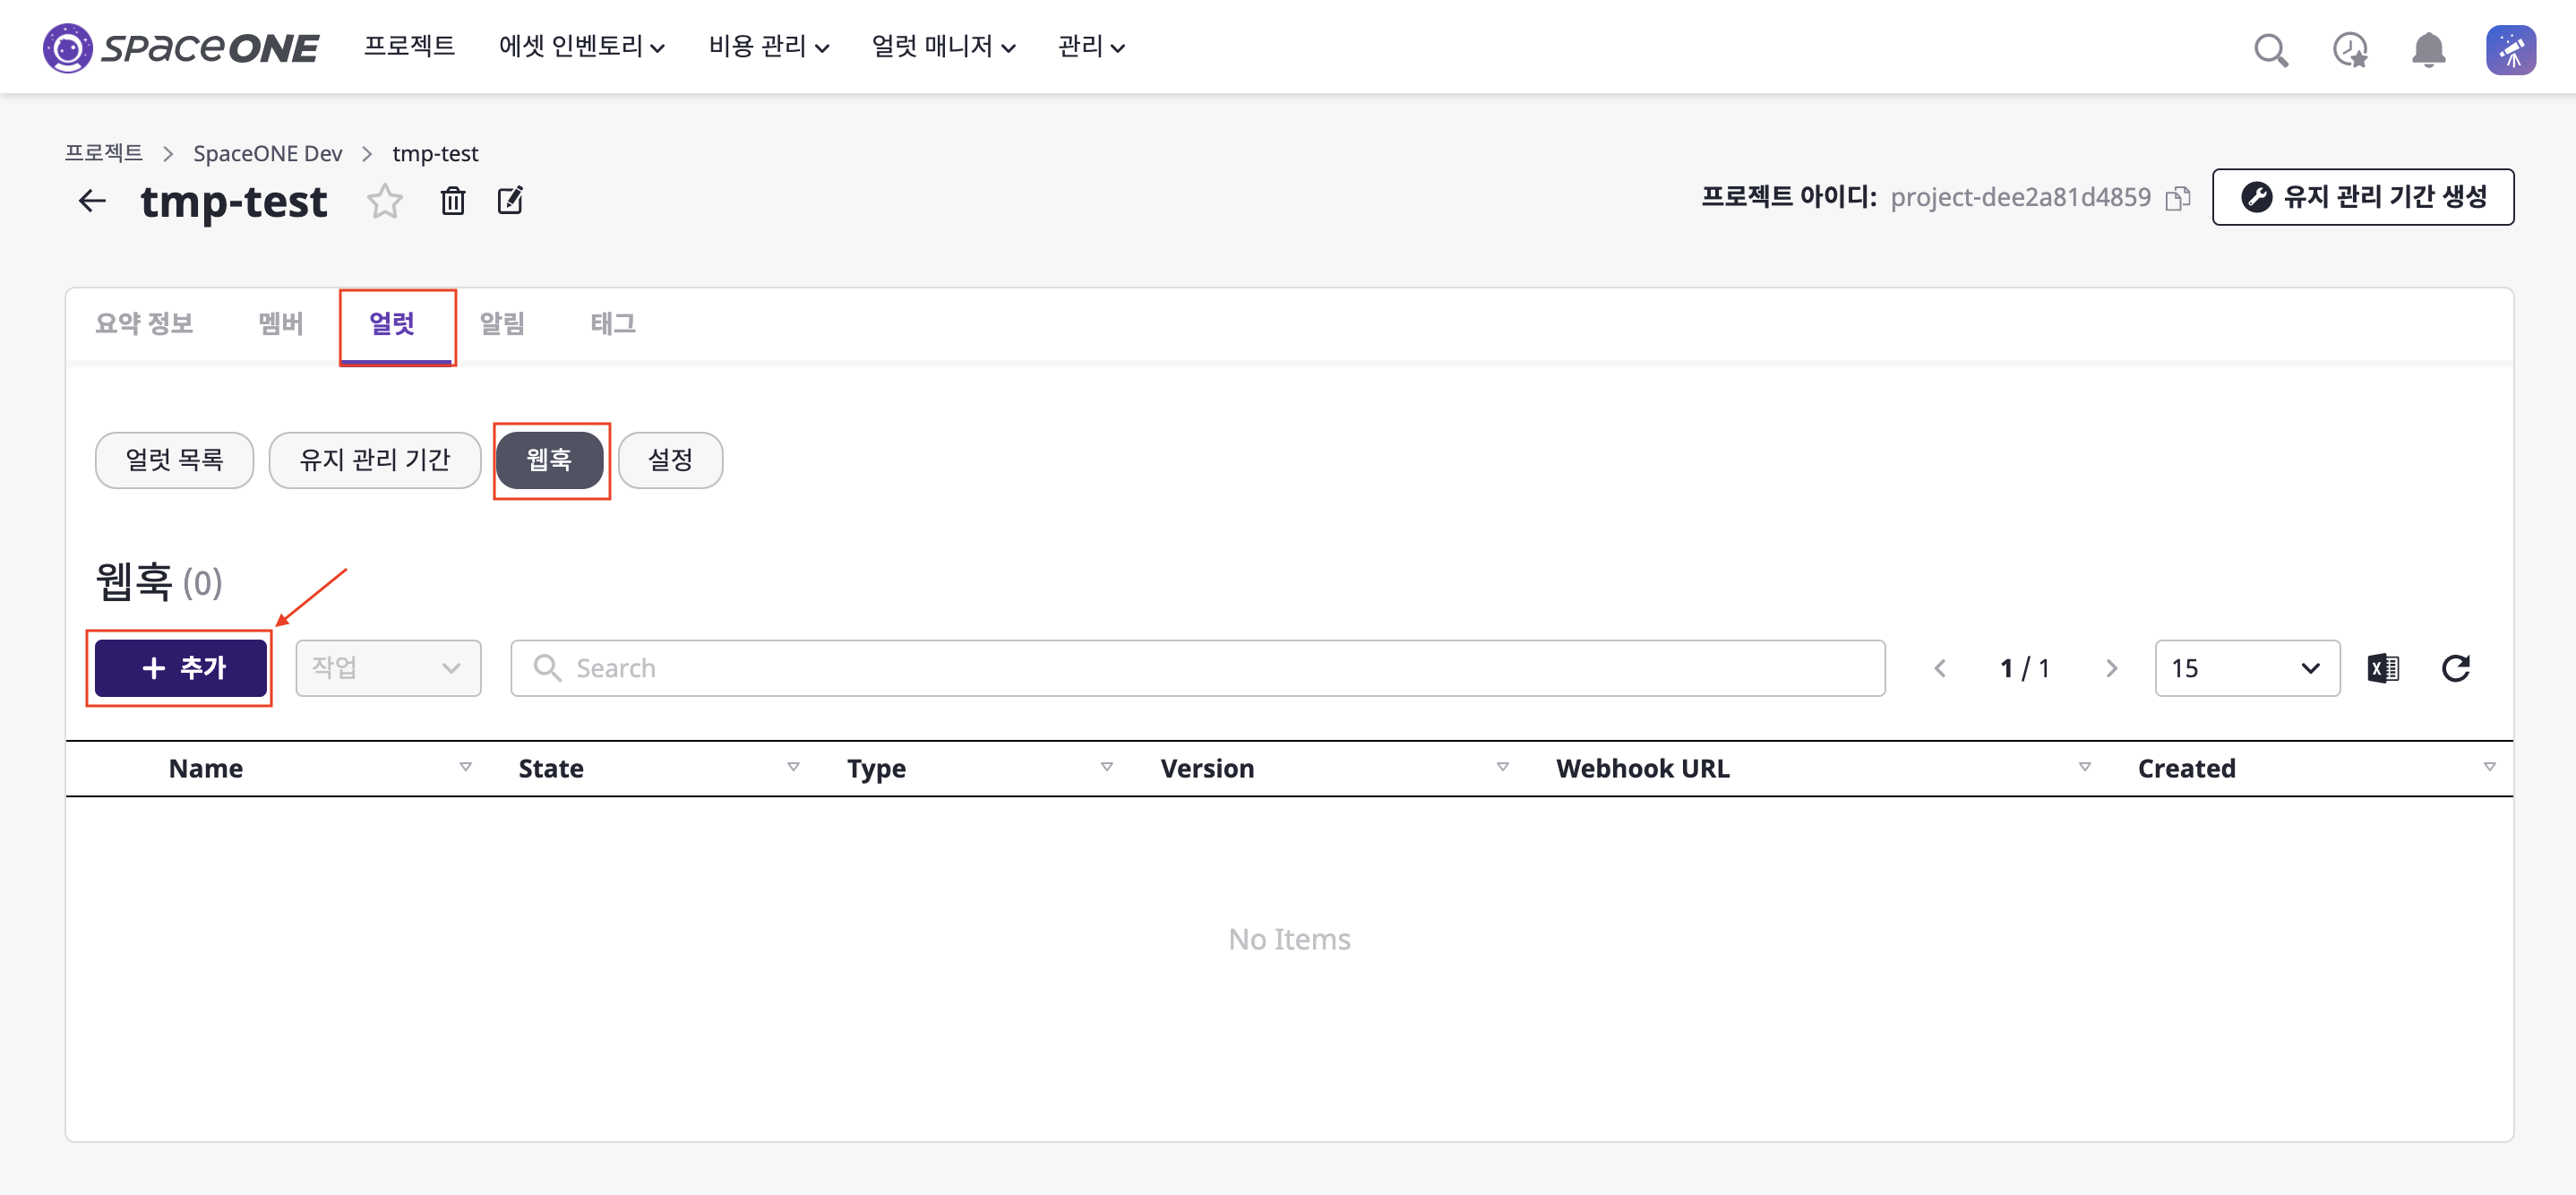 spaceONE 프로젝트 에셋 인벤토리 비용 관리 얼럿 매니저 관리
프로젝트 > SpaceONE Dev > tmp-test
tmp-test 프로젝트 아이디: project-dee2a81d4859 유지 관리 기간 생성
요약 정보 멤버 얼럿 알림 태그
얼럿 목록 유지 관리 기간 웹훅 설정
웹훅 (0)
+ 추가 작업 Search 1 / 1 15
Name State Type Version Webhook URL Created
No Items